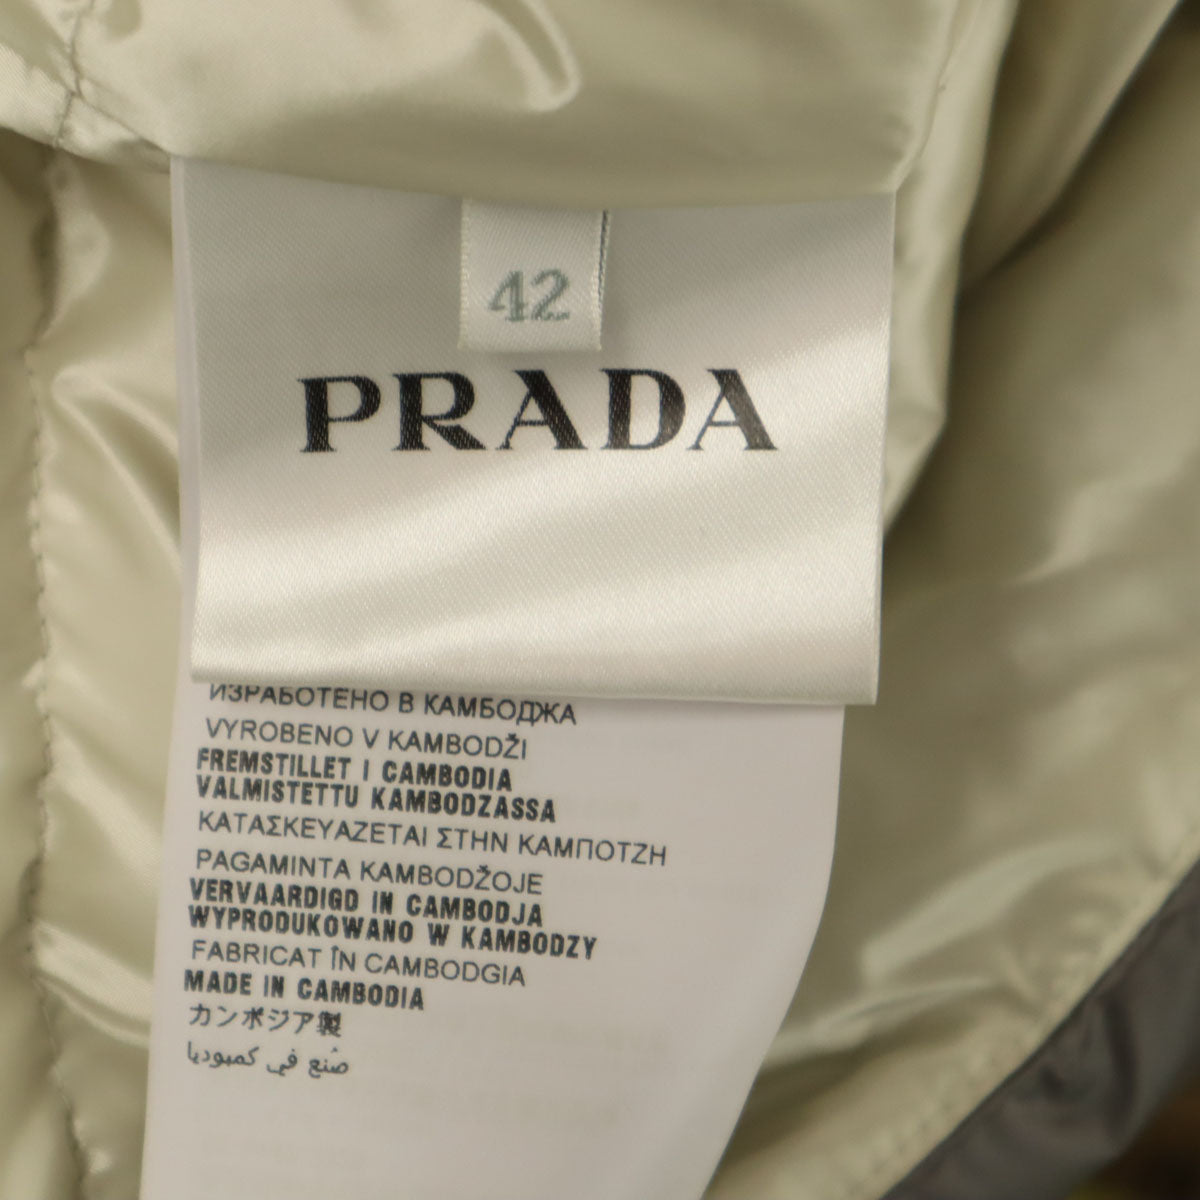 42
PRADA
ИЗРАБОТЕНО В КАМБОДЖА
VYROBENO V KAMBODŽI
FREMSTILLET I CAMBODIA
VALMISTETTU KAMBODZASSA
ΚΑΤΑΣΚΕΥΑΖΕΤΑΙ ΣΤΗΝ ΚΑΜΠΟΤΖΗ
PAGAMINTA KAMBODŽOJE
VERVAARDIGD IN CAMBODJA
WYPRODUKOWANO W KAMBODZY
FABRICAT ÎN CAMBODGIA
MADE IN CAMBODIA
カンボジア製
صُنع في كمبوديا